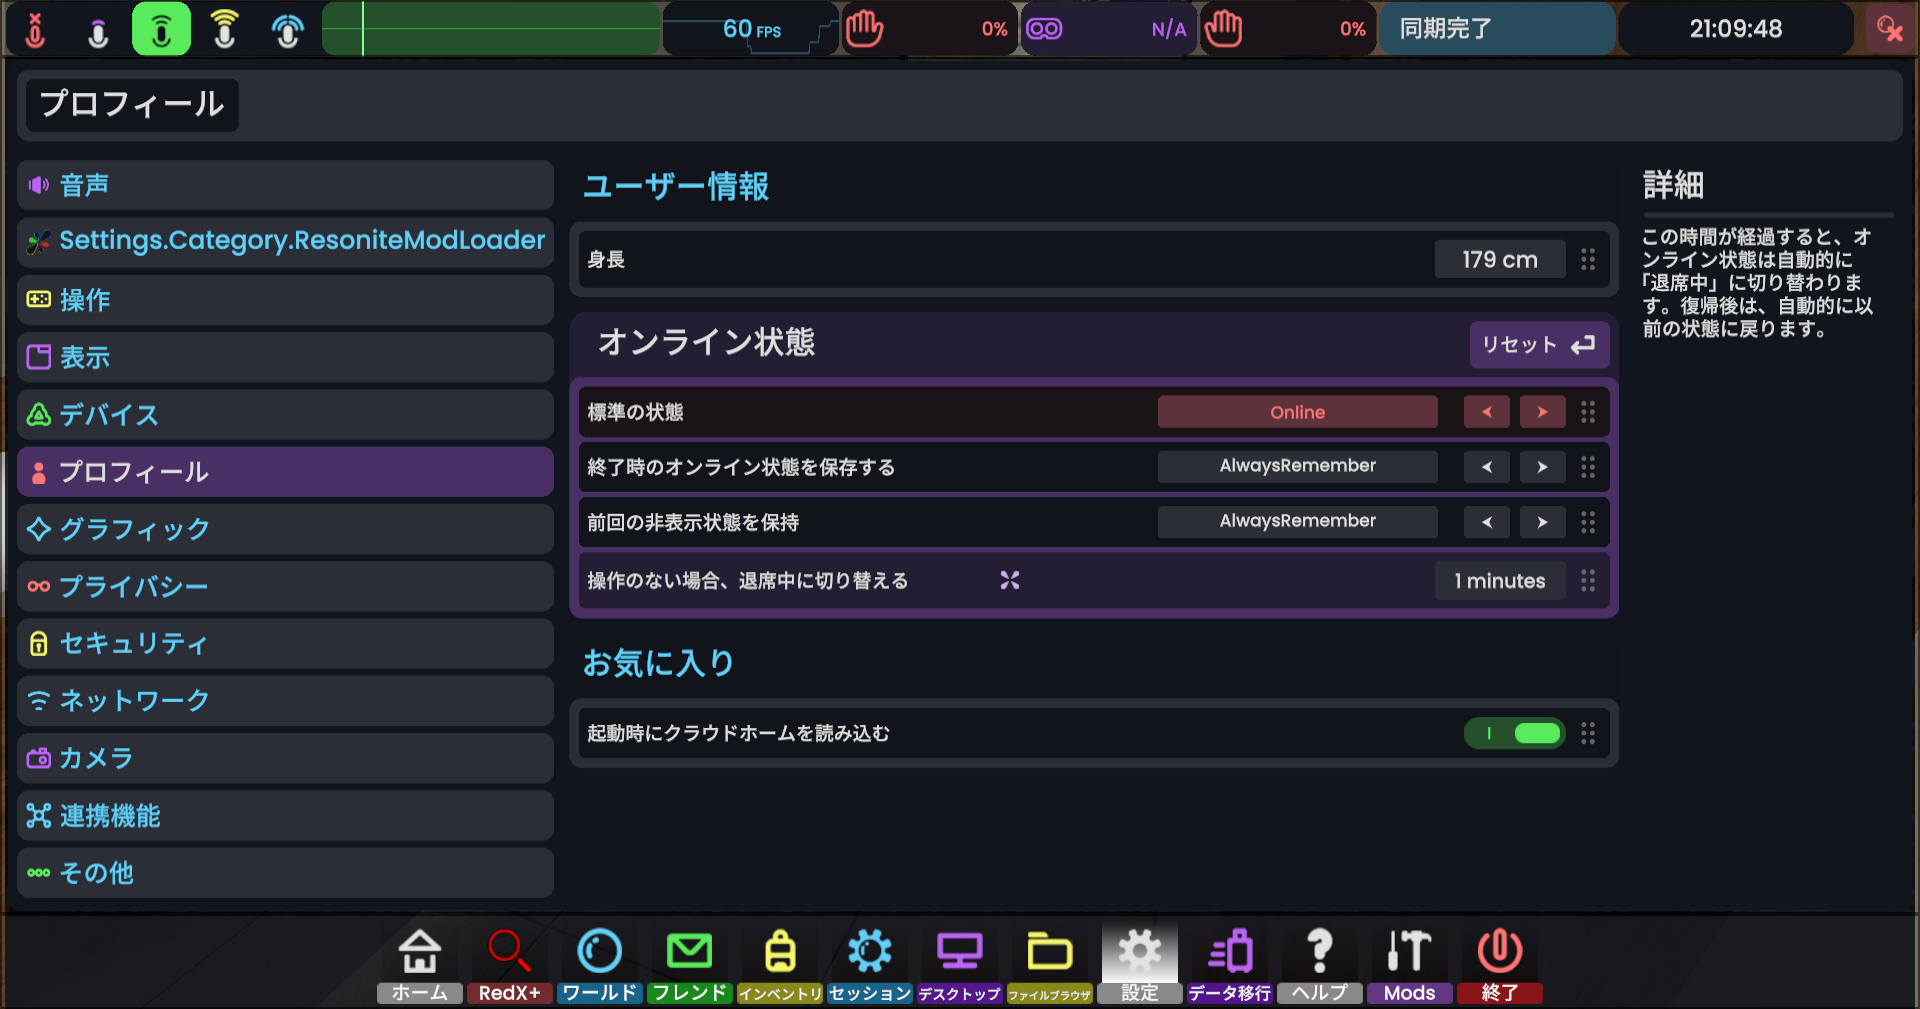 60 FPS
0%
N/A
0%
同期完了
21:09:48
プロフィール
音声
Settings.Category.ResoniteModLoader
操作
表示
デバイス
プロフィール
グラフィック
プライバシー
セキュリティ
ネットワーク
カメラ
連携機能
その他
ユーザー情報
身長
179 cm
オンライン状態
リセット
標準の状態
Online
終了時のオンライン状態を保存する
AlwaysRemember
前回の非表示状態を保持
AlwaysRemember
操作のない場合、退席中に切り替える
1 minutes
お気に入り
起動時にクラウドホームを読み込む
詳細
この時間が経過すると、オ
ンライン状態は自動的に
「退席中」に切り替わりま
す。復帰後は、自動的に以
前の状態に戻ります。
ホーム
RedX+
ワールド
フレンド
インベントリ
セッション
デスクトップ
ファイルブラウザ
設定
データ移行
ヘルプ
Mods
終了